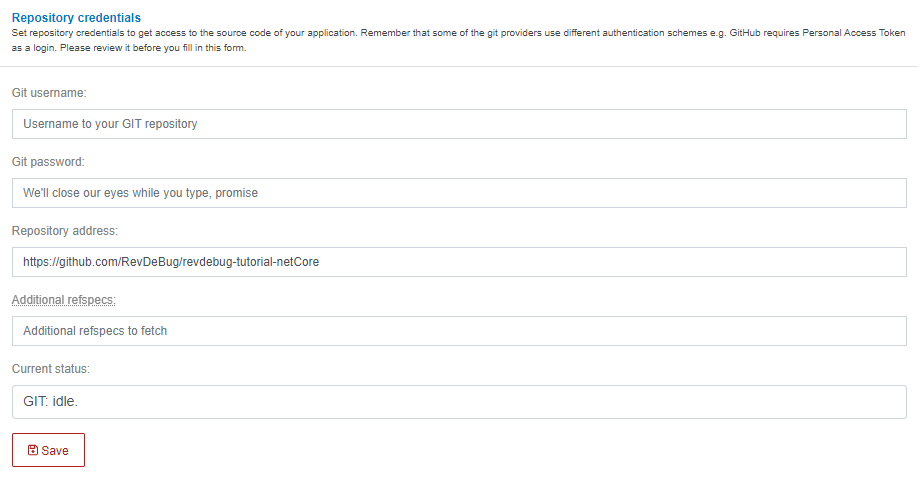 Repository credentials
Set repository credentials to get access to the source code of your application. Remember that some of the git providers use different authentication schemes e.g. GitHub requires Personal Access Token
as a login. Please review it before you fill in this form.
Git username:
Username to your GIT repository
Git password:
We'll close our eyes while you type, promise
Repository address:
https://github.com/RevDeBug/revdebug-tutorial-netCore
Additional refspecs:
Additional refspecs to fetch
Current status:
GIT: idle.
Save